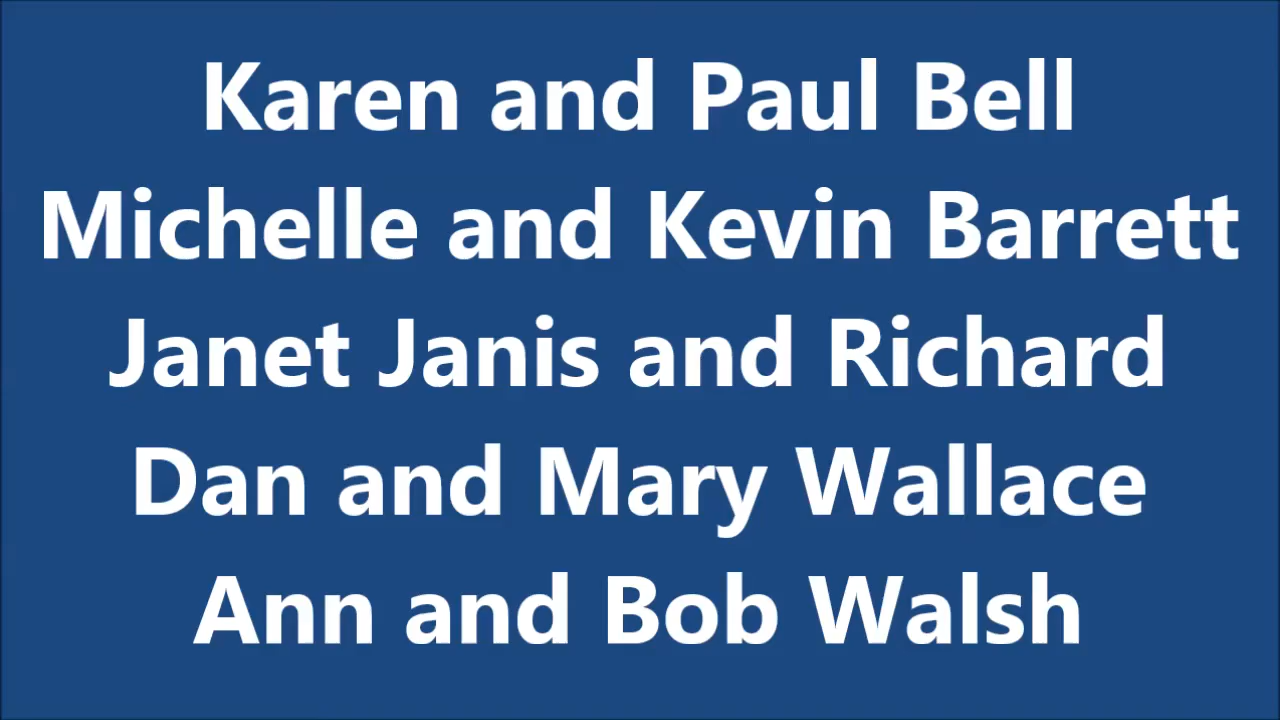 Karen and Paul Bell
Michelle and Kevin Barrett
Janet Janis and Richard
Dan and Mary Wallace
Ann and Bob Walsh